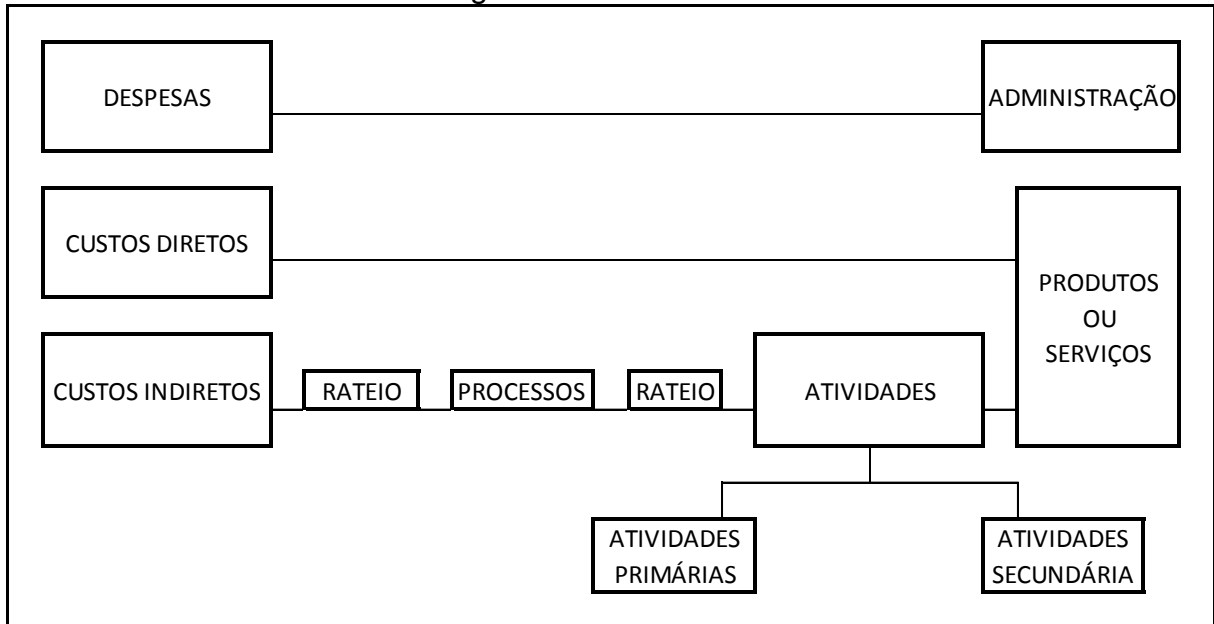 DESPESAS
ADMINISTRAÇÃO
CUSTOS DIRETOS
PRODUTOS
OU
SERVIÇOS
CUSTOS INDIRETOS
RATEIO
PROCESSOS
RATEIO
ATIVIDADES
ATIVIDADES
PRIMÁRIAS
ATIVIDADES
SECUNDÁRIA